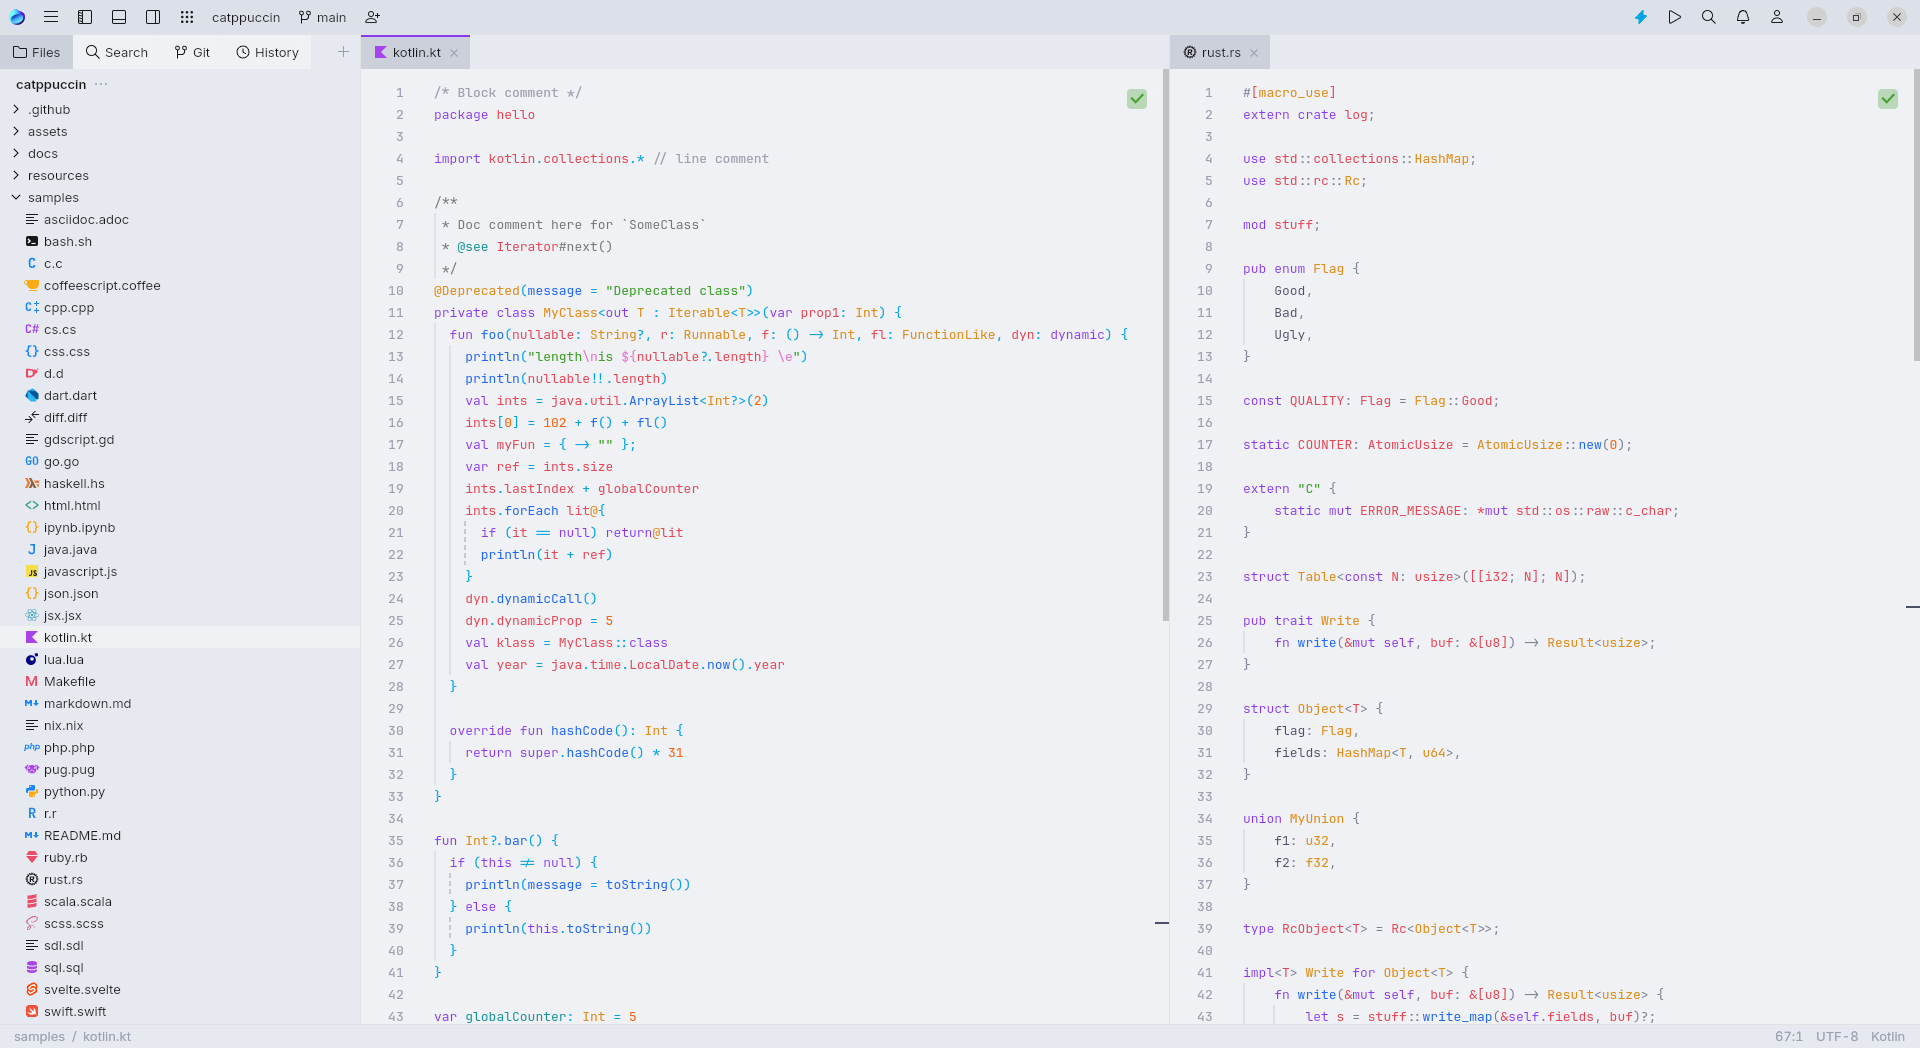 catppuccin main
Files Search Git History
catppuccin ...
.github
assets
docs
resources
samples
asciidoc.adoc
bash.sh
c.c
coffeescript.coffee
cpp.cpp
cs.cs
css.css
d.d
dart.dart
diff.diff
gdscript.gd
go.go
haskell.hs
html.html
ipynb.ipynb
java.java
javascript.js
json.json
jsx.jsx
kotlin.kt
lua.lua
Makefile
markdown.md
nix.nix
php.php
pug.pug
python.py
r.r
README.md
ruby.rb
rust.rs
scala.scala
scss.scss
sdl.sdl
sql.sql
svelte.svelte
swift.swift
kotlin.kt
1 /* Block comment */
2 package hello
3
4 import kotlin.collections.* // line comment
5
6 /**
7 * Doc comment here for `SomeClass`
8 * @see Iterator#next()
9 */
10 @Deprecated(message = "Deprecated class")
11 private class MyClass<out T : Iterable<T>>(var prop1: Int) {
12 fun foo(nullable: String?, r: Runnable, f: () -> Int, fl: FunctionLike, dyn: dynamic) {
13 println("length\nis ${nullable?.length} \e")
14 println(nullable!!.length)
15 val ints = java.util.ArrayList<Int?>(2)
16 ints[0] = 102 + f() + fl()
17 val myFun = { -> "" };
18 var ref = ints.size
19 ints.lastIndex + globalCounter
20 ints.forEach lit@{
21 if (it == null) return@lit
22 println(it + ref)
23 }
24 dyn.dynamicCall()
25 dyn.dynamicProp = 5
26 val klass = MyClass::class
27 val year = java.time.LocalDate.now().year
28 }
29
30 override fun hashCode(): Int {
31 return super.hashCode() * 31
32 }
33 }
34
35 fun Int?.bar() {
36 if (this != null) {
37 println(message = toString())
38 } else {
39 println(this.toString())
40 }
41 }
42
43 var globalCounter: Int = 5
rust.rs
1 #[macro_use]
2 extern crate log;
3
4 use std::collections::HashMap;
5 use std::rc::Rc;
6
7 mod stuff;
8
9 pub enum Flag {
10 Good,
11 Bad,
12 Ugly,
13 }
14
15 const QUALITY: Flag = Flag::Good;
16
17 static COUNTER: AtomicUsize = AtomicUsize::new(0);
18
19 extern "C" {
20 static mut ERROR_MESSAGE: *mut std::os::raw::c_char;
21 }
22
23 struct Table<const N: usize>([[i32; N]; N]);
24
25 pub trait Write {
26 fn write(&mut self, buf: &[u8]) -> Result<usize>;
27 }
28
29 struct Object<T> {
30 flag: Flag,
31 fields: HashMap<T, u64>,
32 }
33
34 union MyUnion {
35 f1: u32,
36 f2: f32,
37 }
38
39 type RcObject<T> = Rc<Object<T>>;
40
41 impl<T> Write for Object<T> {
42 fn write(&mut self, buf: &[u8]) -> Result<usize> {
43 let s = stuff::write_map(&self.fields, buf)?;
samples / kotlin.kt
67:1 UTF-8 Kotlin